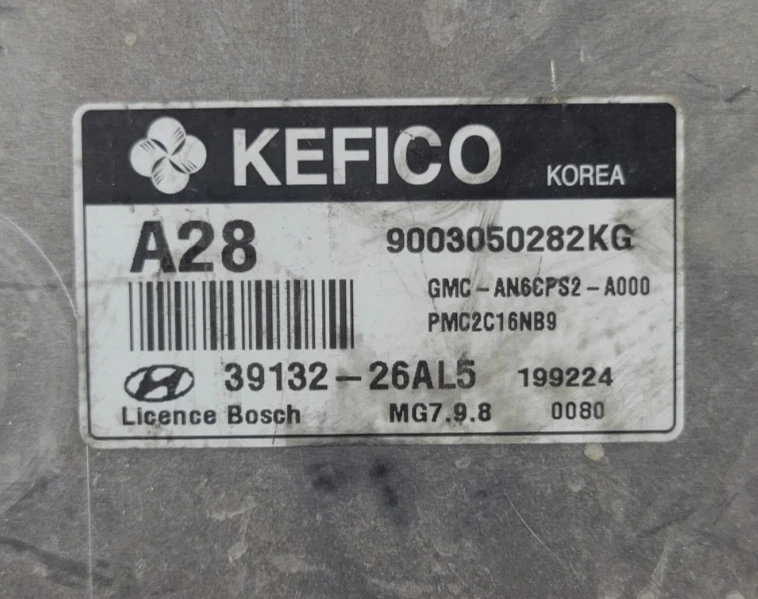 KEFICO KOREA
A28 9003050282KG
GMC-AN6CPS2-A000
PMC2C16NB9
39132-26AL5 199224
Licence Bosch MG7.9.8 0080